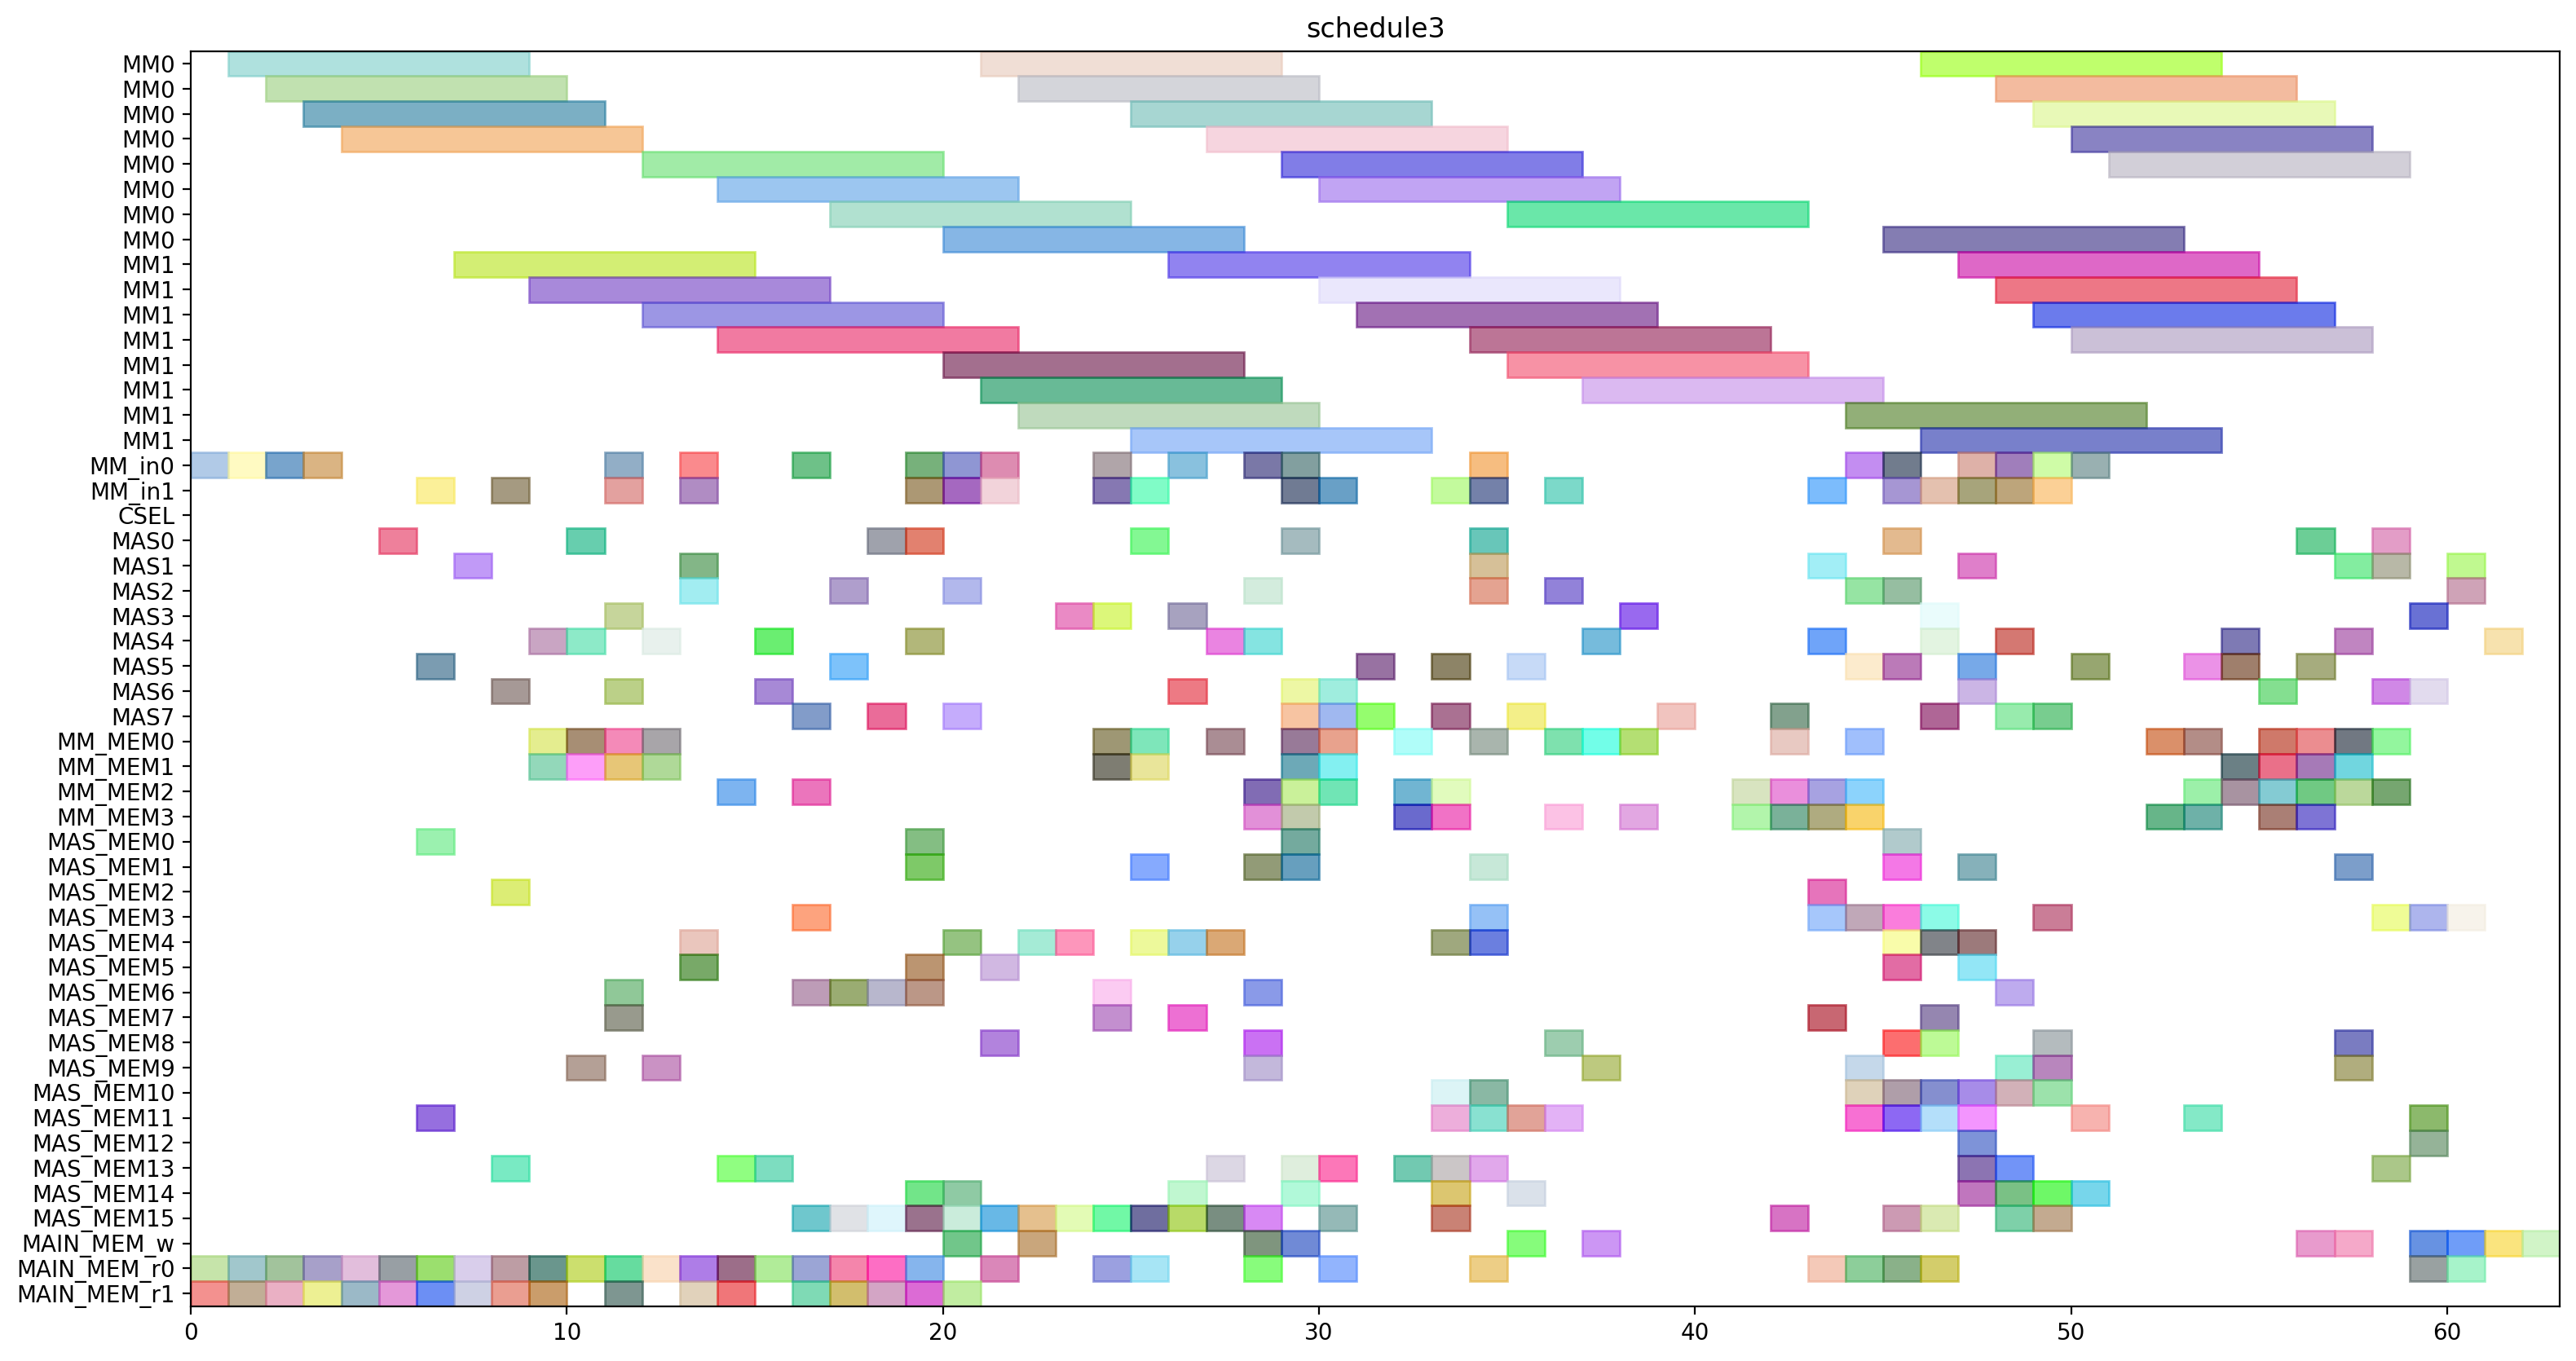 schedule3
MM0
MM0
MM0
MM0
MM0
MM0
MM0
MM0
MM1
MM1
MM1
MM1
MM1
MM1
MM1
MM1
MM_in0
MM_in1
CSEL
MAS0
MAS1
MAS2
MAS3
MAS4
MAS5
MAS6
MAS7
MM_MEM0
MM_MEM1
MM_MEM2
MM_MEM3
MAS_MEM0
MAS_MEM1
MAS_MEM2
MAS_MEM3
MAS_MEM4
MAS_MEM5
MAS_MEM6
MAS_MEM7
MAS_MEM8
MAS_MEM9
MAS_MEM10
MAS_MEM11
MAS_MEM12
MAS_MEM13
MAS_MEM14
MAS_MEM15
MAIN_MEM_w
MAIN_MEM_r0
MAIN_MEM_r1
0 10 20 30 40 50 60